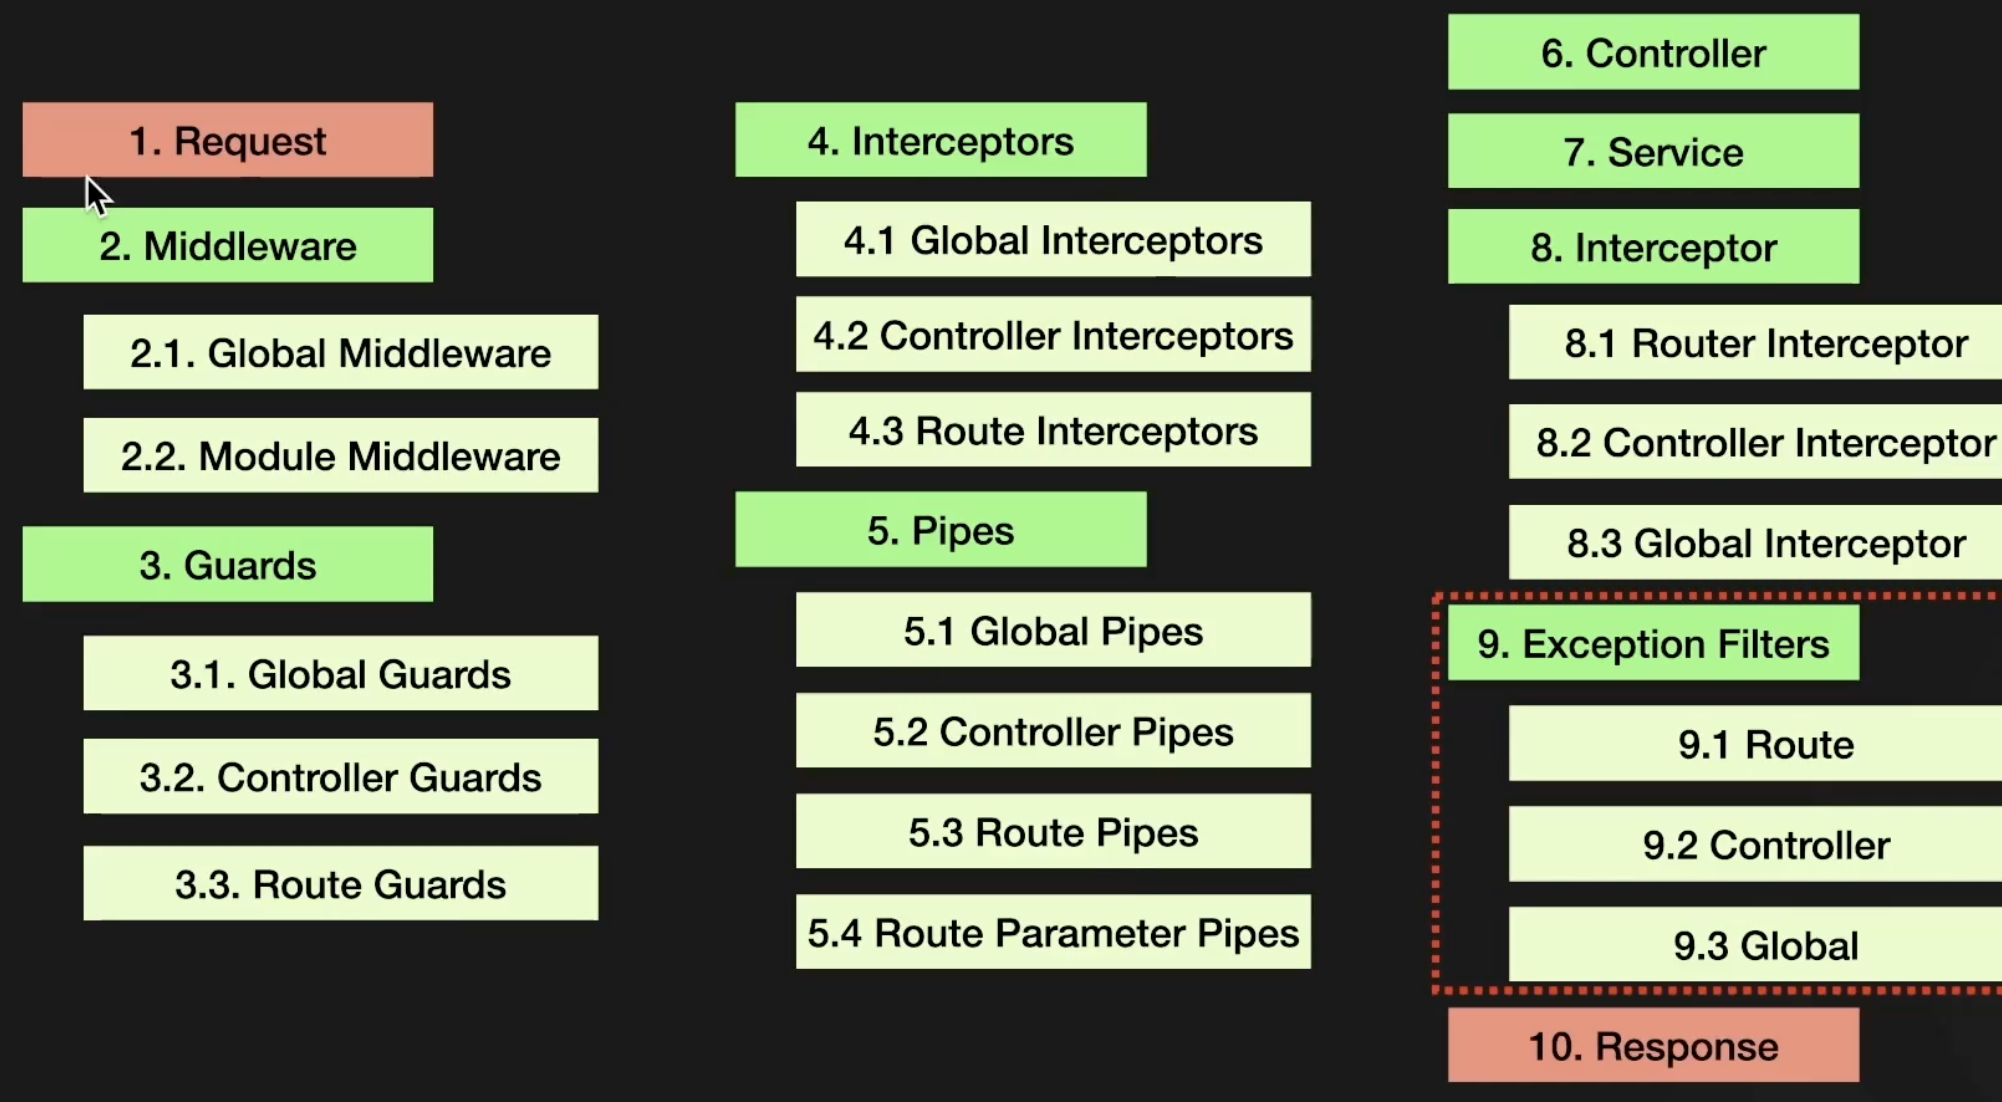 1. Request
2. Middleware
2.1. Global Middleware
2.2. Module Middleware
3. Guards
3.1. Global Guards
3.2. Controller Guards
3.3. Route Guards
4. Interceptors
4.1 Global Interceptors
4.2 Controller Interceptors
4.3 Route Interceptors
5. Pipes
5.1 Global Pipes
5.2 Controller Pipes
5.3 Route Pipes
5.4 Route Parameter Pipes
6. Controller
7. Service
8. Interceptor
8.1 Router Interceptor
8.2 Controller Interceptor
8.3 Global Interceptor
9. Exception Filters
9.1 Route
9.2 Controller
9.3 Global
10. Response